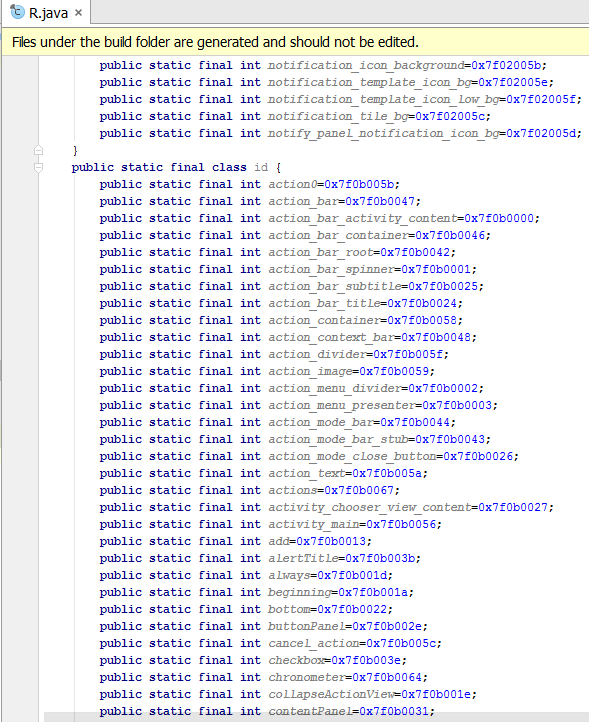 R.java ×
Files under the build folder are generated and should not be edited.
public static final int notification_icon_background=0x7f02005b;
public static final int notification_template_icon_bg=0x7f02005e;
public static final int notification_template_icon_low_bg=0x7f02005f;
public static final int notification_tile_bg=0x7f02005c;
public static final int notify_panel_notification_icon_bg=0x7f02005d;
}
public static final class id {
public static final int action0=0x7f0b005b;
public static final int action_bar=0x7f0b0047;
public static final int action_bar_activity_content=0x7f0b0000;
public static final int action_bar_container=0x7f0b0046;
public static final int action_bar_root=0x7f0b0042;
public static final int action_bar_spinner=0x7f0b0001;
public static final int action_bar_subtitle=0x7f0b0025;
public static final int action_bar_title=0x7f0b0024;
public static final int action_container=0x7f0b0058;
public static final int action_context_bar=0x7f0b0048;
public static final int action_divider=0x7f0b005f;
public static final int action_image=0x7f0b0059;
public static final int action_menu_divider=0x7f0b0002;
public static final int action_menu_presenter=0x7f0b0003;
public static final int action_mode_bar=0x7f0b0044;
public static final int action_mode_bar_stub=0x7f0b0043;
public static final int action_mode_close_button=0x7f0b0026;
public static final int action_text=0x7f0b005a;
public static final int actions=0x7f0b0067;
public static final int activity_chooser_view_content=0x7f0b0027;
public static final int activity_main=0x7f0b0056;
public static final int add=0x7f0b0013;
public static final int alertTitle=0x7f0b003b;
public static final int always=0x7f0b001d;
public static final int beginning=0x7f0b001a;
public static final int bottom=0x7f0b0022;
public static final int buttonPanel=0x7f0b002e;
public static final int cancel_action=0x7f0b005c;
public static final int checkbox=0x7f0b003e;
public static final int chronometer=0x7f0b0064;
public static final int collapseActionView=0x7f0b001e;
public static final int contentPanel=0x7f0b0031;